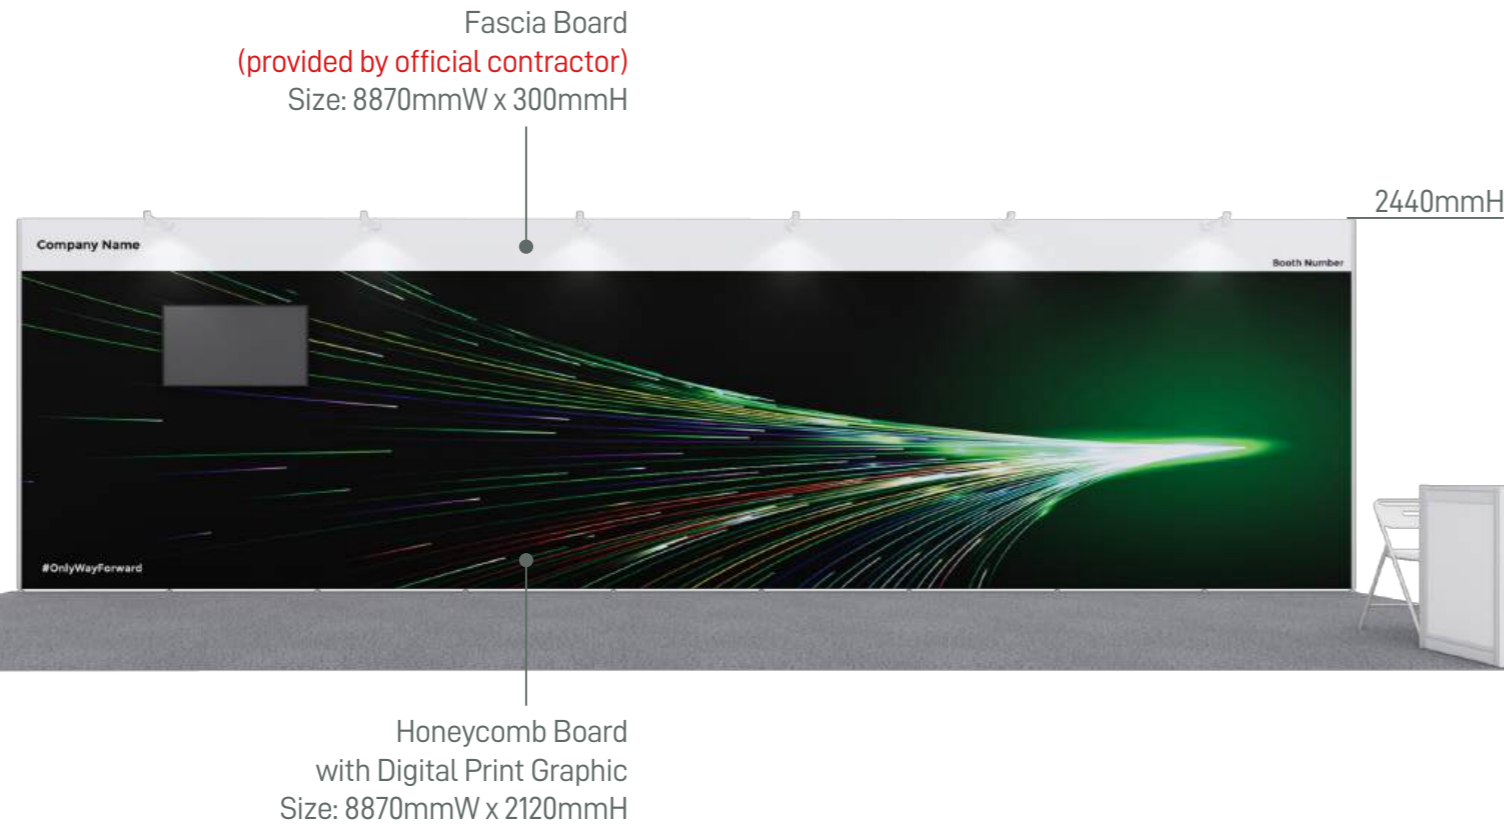 Fascia Board
(provided by official contractor)
Size: 8870mmW x 300mmH
2440mmH
Company Name
Booth Number
#OnlyWayForward
Honeycomb Board
with Digital Print Graphic
Size: 8870mmW x 2120mmH